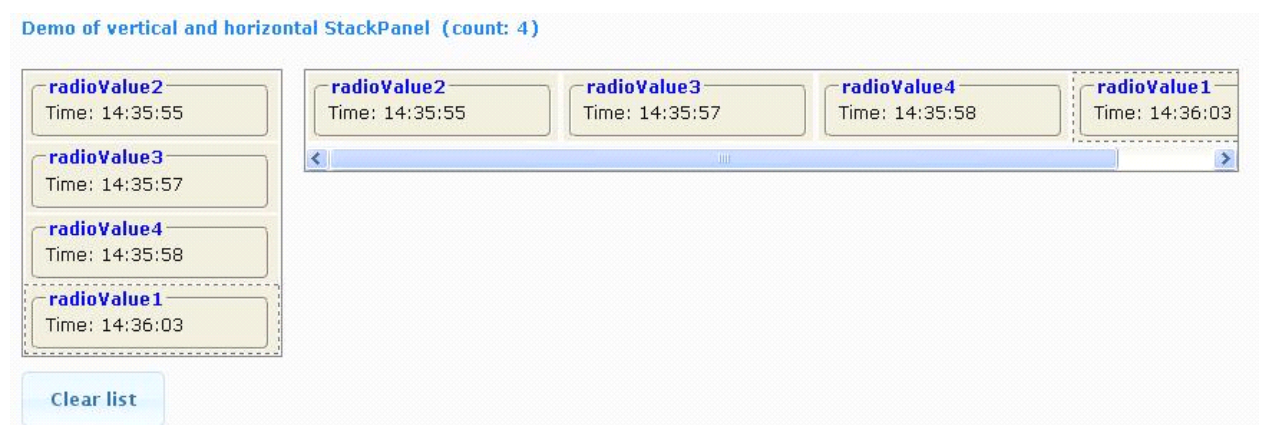 Demo of vertical and horizontal StackPanel (count: 4)
radioValue2
Time: 14:35:55
radioValue3
Time: 14:35:57
radioValue4
Time: 14:35:58
radioValue1
Time: 14:36:03
radioValue2
Time: 14:35:55
radioValue3
Time: 14:35:57
radioValue4
Time: 14:35:58
radioValue1
Time: 14:36:03
Clear list